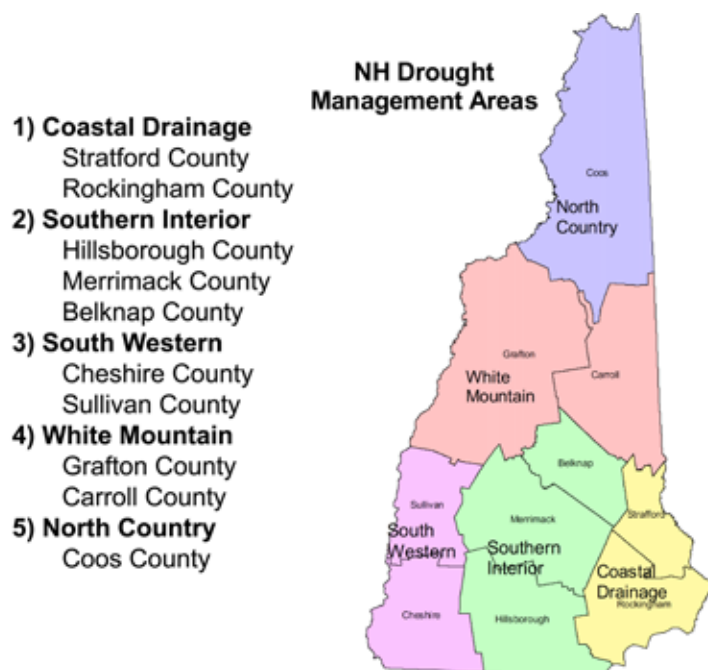 NH Drought
Management Areas
1) Coastal Drainage
Stratford County
Rockingham County
2) Southern Interior
Hillsborough County
Merrimack County
Belknap County
3) South Western
Cheshire County
Sullivan County
4) White Mountain
Grafton County
Carroll County
5) North Country
Coos County
Coos
North
Country
Grafton
White
Mountain
Carroll
Belknap
Sullivan
South
Western
Merrimack
Southern
Interior
Strafford
Coastal
Drainage
Rockingham
Cheshire
Hillsborough